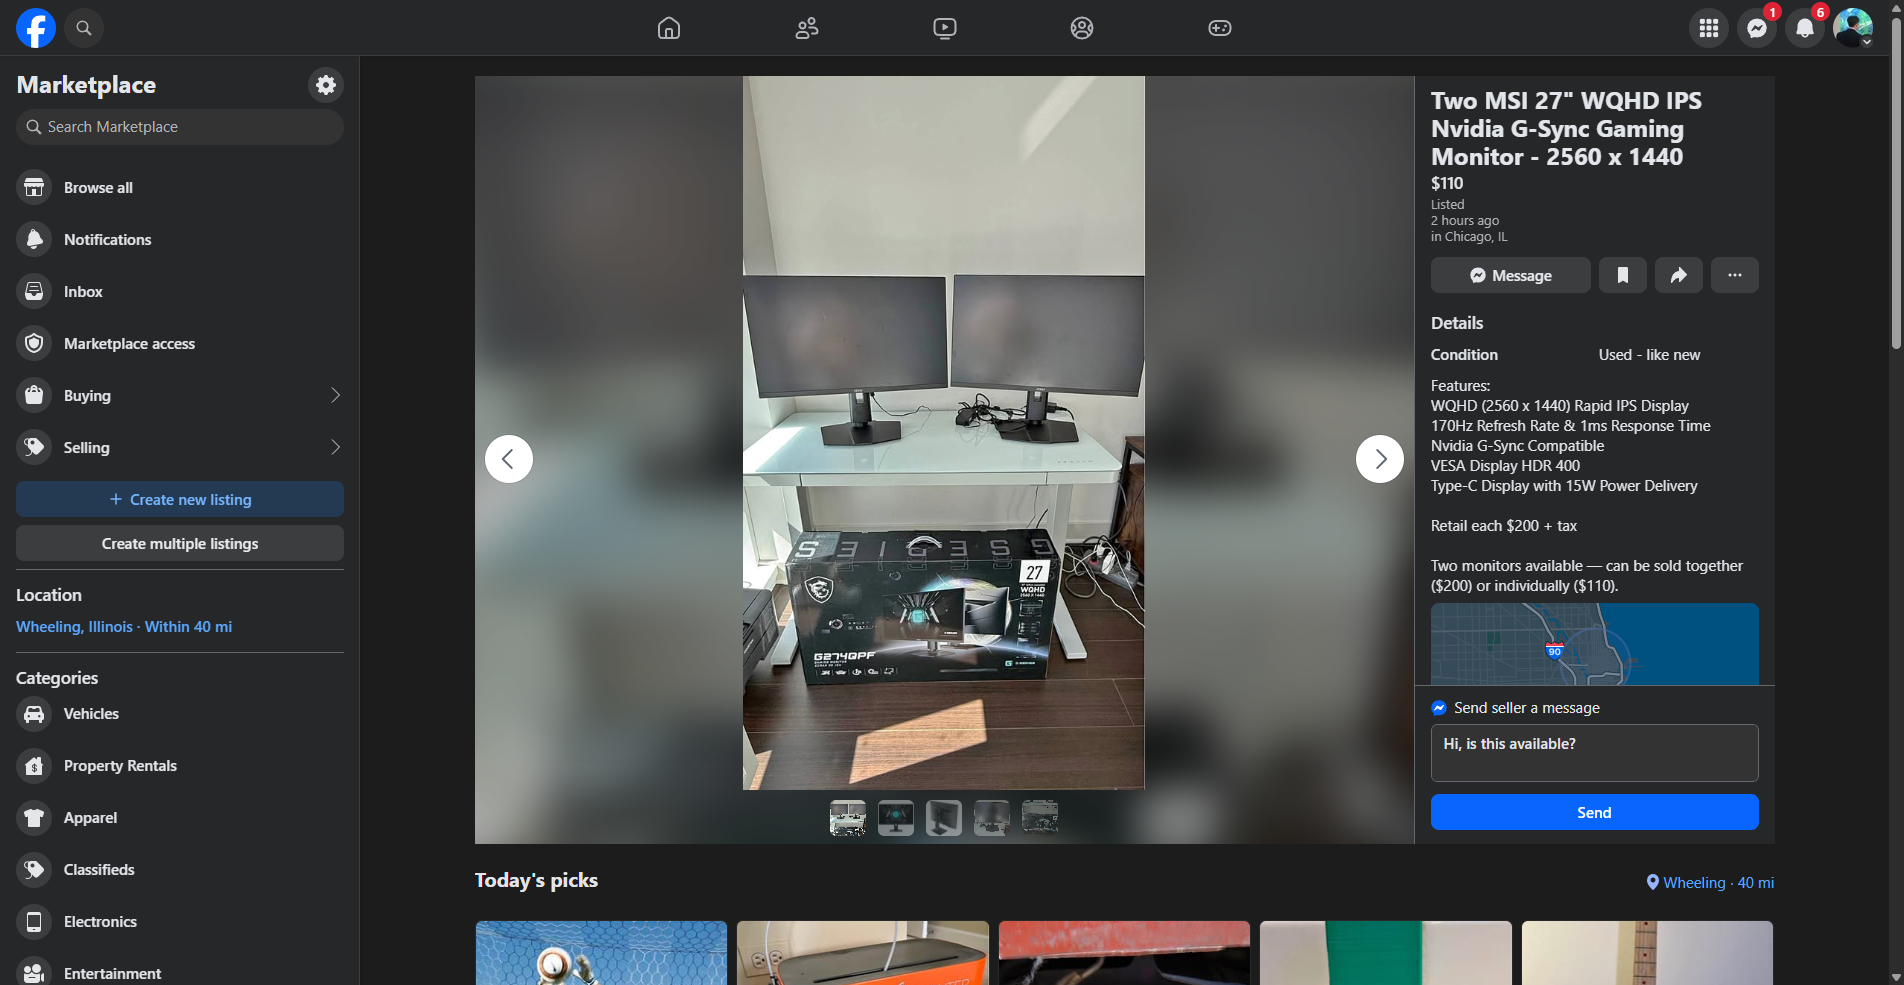 1
6
Marketplace
Search Marketplace
Browse all
Notifications
Inbox
Marketplace access
Buying
Selling
+ Create new listing
Create multiple listings
Location
Wheeling, Illinois · Within 40 mi
Categories
Vehicles
Property Rentals
Apparel
Classifieds
Electronics
Entertainment
G SERIES
27
WQHD
G274QPF
Two MSI 27" WQHD IPS
Nvidia G-Sync Gaming
Monitor - 2560 x 1440
$110
Listed
2 hours ago
in Chicago, IL
Message
Details
Condition
Used - like new
Features:
WQHD (2560 x 1440) Rapid IPS Display
170Hz Refresh Rate & 1ms Response Time
Nvidia G-Sync Compatible
VESA Display HDR 400
Type-C Display with 15W Power Delivery
Retail each $200 + tax
Two monitors available — can be sold together
($200) or individually ($110).
90
Send seller a message
Hi, is this available?
Send
Today's picks
Wheeling · 40 mi